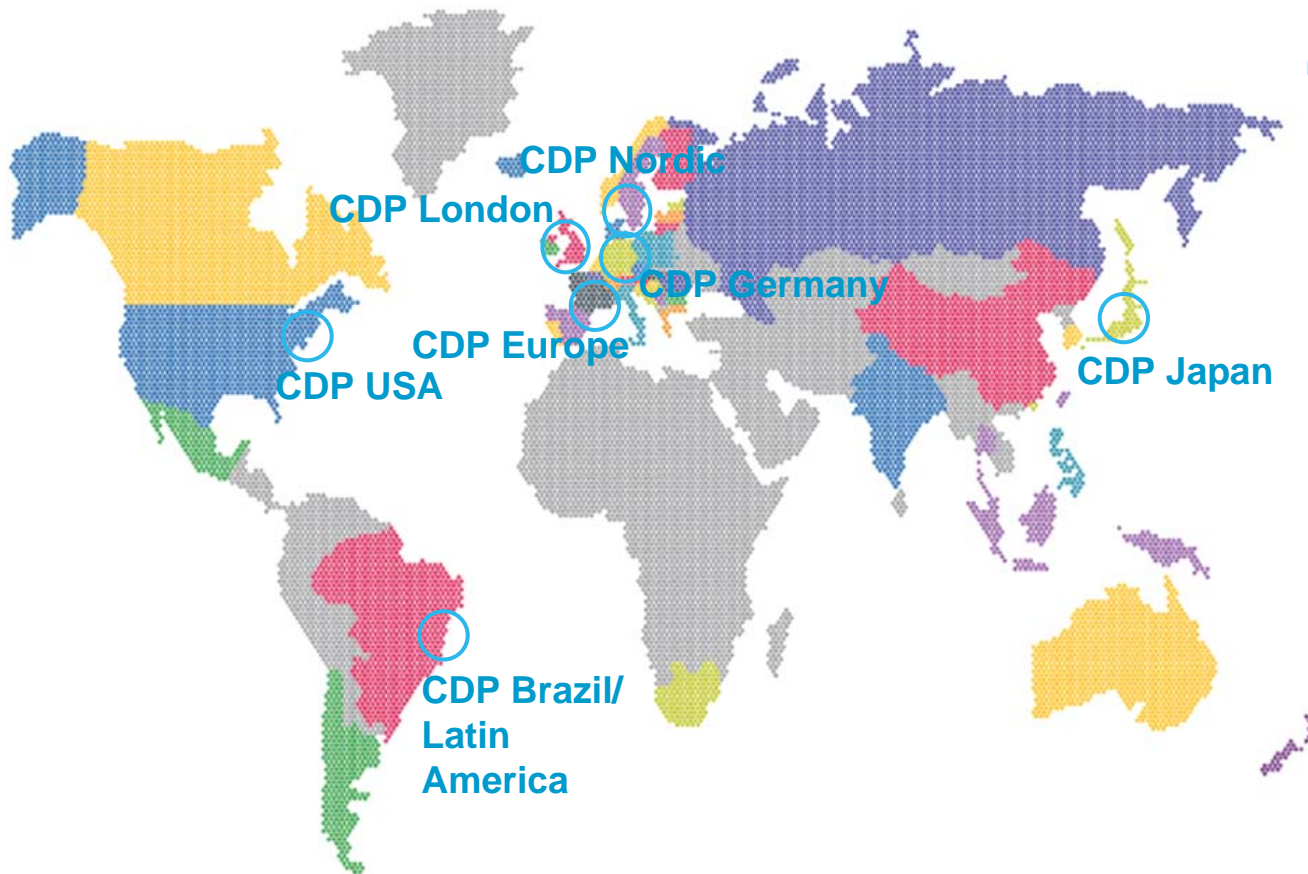 CDP Nordic
CDP London
CDP Germany
CDP Europe
CDP USA
CDP Japan
CDP Brazil/
Latin
America